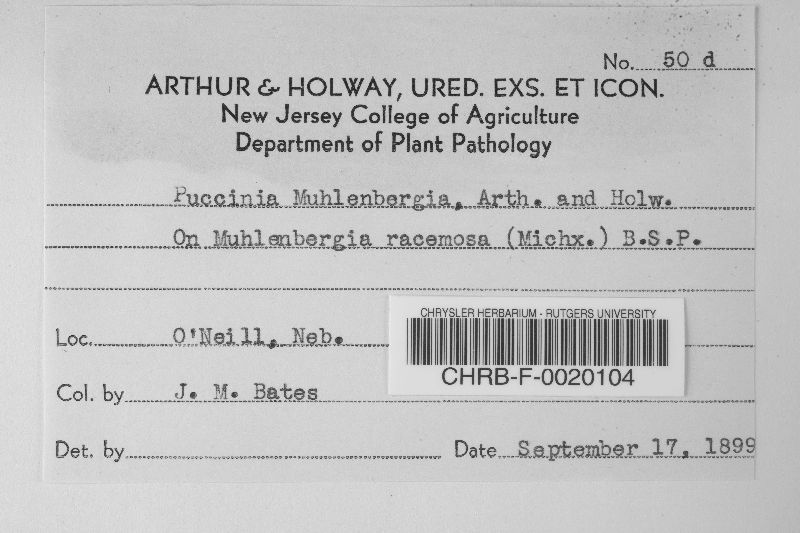 No. 50 d
ARTHUR & HOLWAY, URED. EXS. ET ICON.
New Jersey College of Agriculture
Department of Plant Pathology
Puccinia Muhlenbergia, Arth. and Holw.
On Muhlenbergia racemosa (Michx.) B.S.P.
Loc. O'Neill, Neb.
CHRYSLER HERBARIUM - RUTGERS UNIVERSITY
CHRB-F-0020104
Col. by J. M. Bates
Det. by
Date September 17, 1899